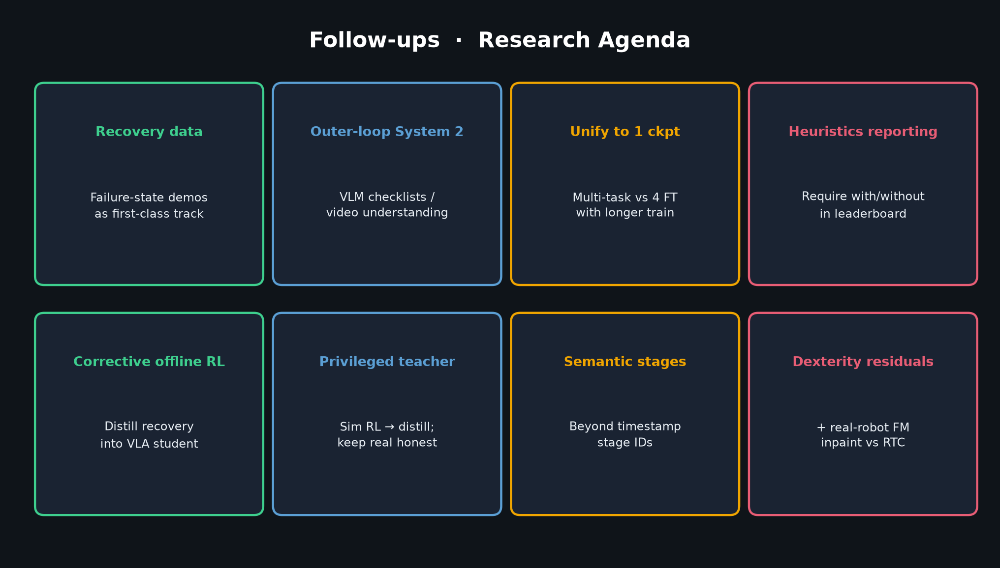 Follow-ups · Research Agenda
Recovery data
Failure-state demos
as first-class track
Outer-loop System 2
VLM checklists /
video understanding
Unify to 1 ckpt
Multi-task vs 4 FT
with longer train
Heuristics reporting
Require with/without
in leaderboard
Corrective offline RL
Distill recovery
into VLA student
Privileged teacher
Sim RL → distill;
keep real honest
Semantic stages
Beyond timestamp
stage IDs
Dexterity residuals
+ real-robot FM
inpaint vs RTC